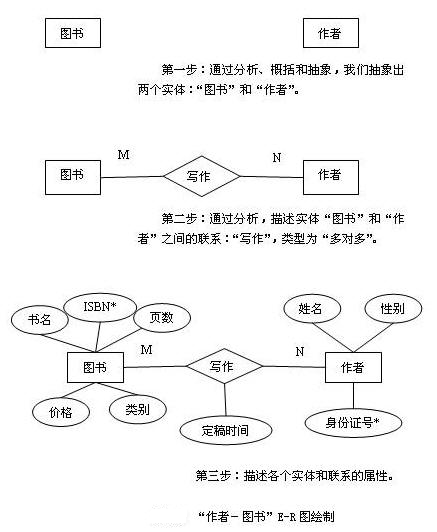 图书
作者
第一步：通过分析、概括和抽象，我们抽象出
两个实体：“图书”和“作者”。
M
N
图书
写作
作者
第二步：通过分析，描述实体“图书”和“作
者”之间的联系：“写作”，类型为“多对多”。
ISBN*
书名
页数
姓名
性别
M
N
图书
写作
作者
价格
类别
定稿时间
身份证号*
第三步：描述各个实体和联系的属性。
“作者－图书”E-R图绘制